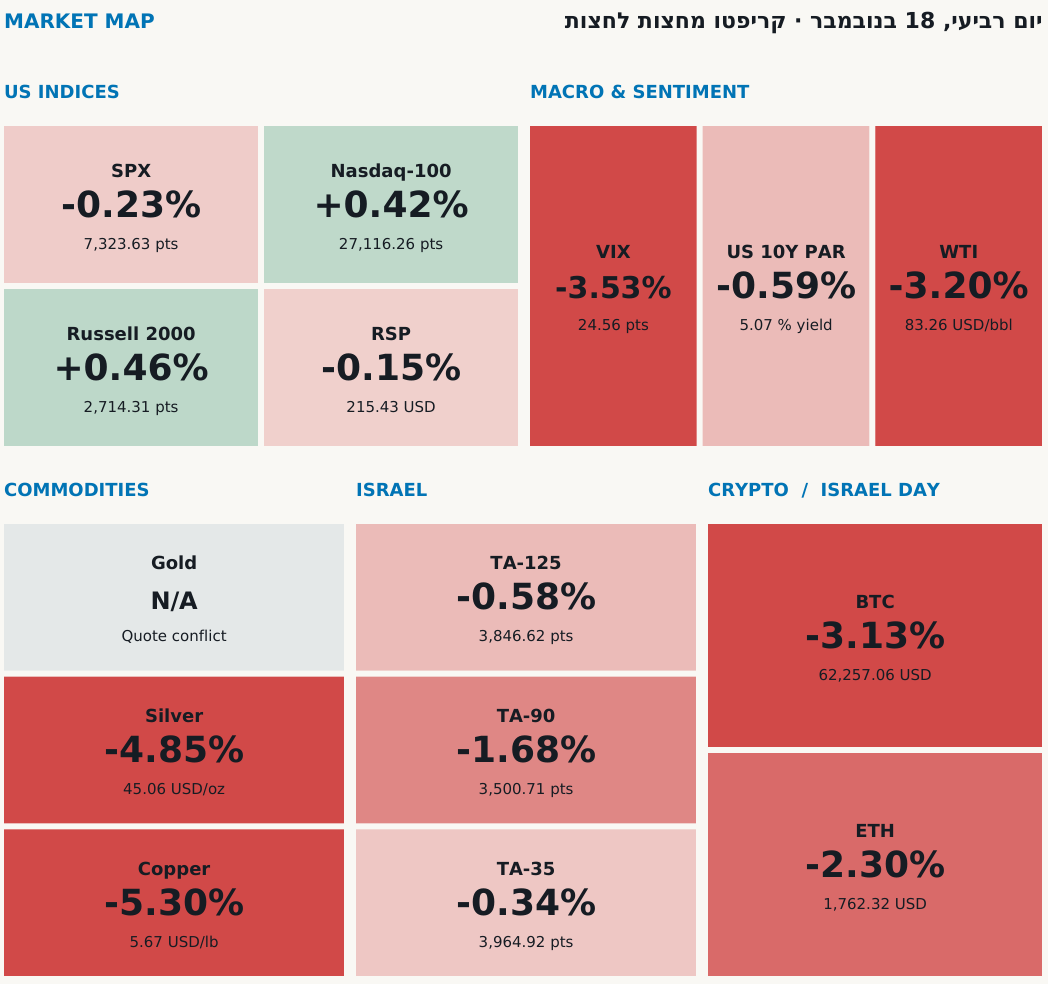 MARKET MAP
יום רביעי, 18 בנובמבר · קריפטו מחצות לחצות
US INDICES
SPX
-0.23%
7,323.63 pts
Nasdaq-100
+0.42%
27,116.26 pts
Russell 2000
+0.46%
2,714.31 pts
RSP
-0.15%
215.43 USD
MACRO & SENTIMENT
VIX
-3.53%
24.56 pts
US 10Y PAR
-0.59%
5.07 % yield
WTI
-3.20%
83.26 USD/bbl
COMMODITIES
Gold
N/A
Quote conflict
Silver
-4.85%
45.06 USD/oz
Copper
-5.30%
5.67 USD/lb
ISRAEL
TA-125
-0.58%
3,846.62 pts
TA-90
-1.68%
3,500.71 pts
TA-35
-0.34%
3,964.92 pts
CRYPTO / ISRAEL DAY
BTC
-3.13%
62,257.06 USD
ETH
-2.30%
1,762.32 USD